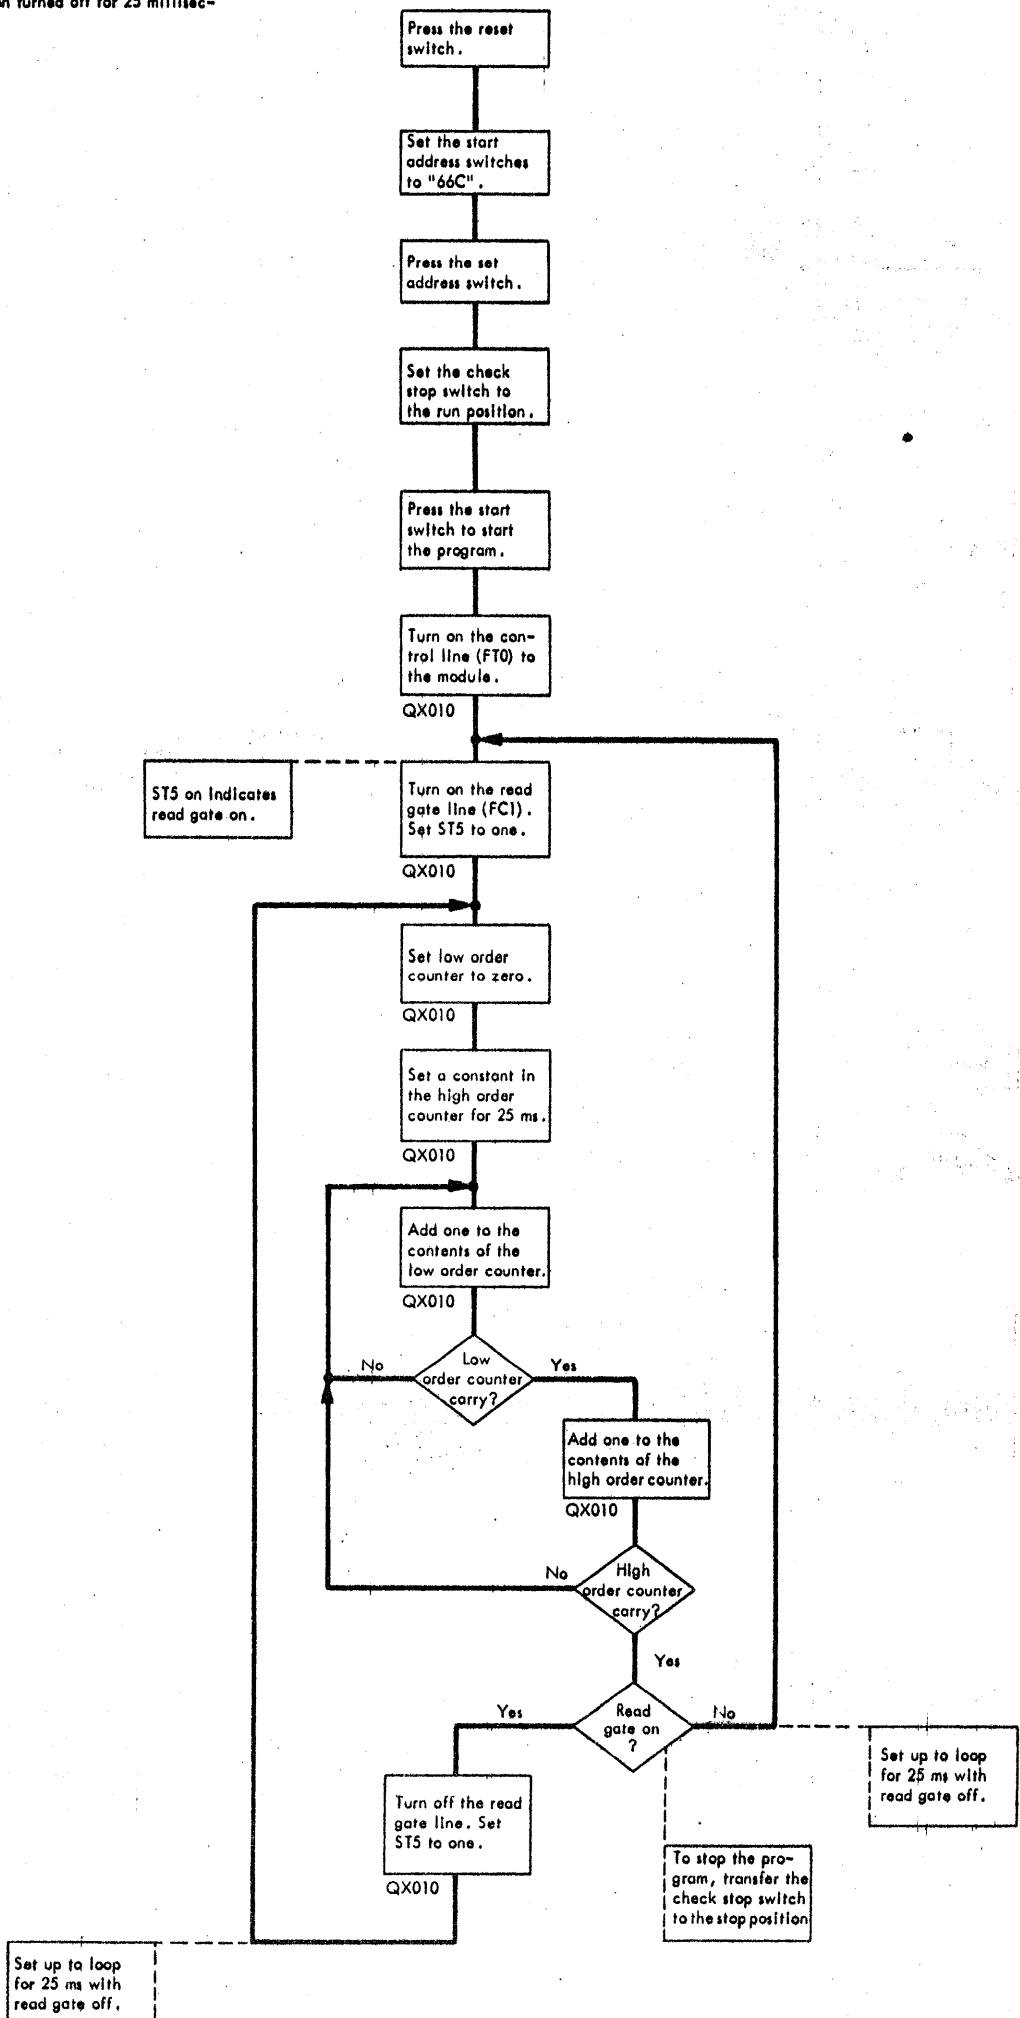 on turned off for 25 millisec-
Press the reset
switch.
Set the start
address switches
to "66C".
Press the set
address switch.
Set the check
stop switch to
the run position.
Press the start
switch to start
the program.
Turn on the con-
trol line (FT0) to
the module.
QX010
ST5 on indicates
read gate on.
Turn on the read
gate line (FC1).
Set ST5 to one.
QX010
Set low order
counter to zero.
QX010
Set a constant in
the high order
counter for 25 ms.
QX010
Add one to the
contents of the
low order counter.
QX010
No
Low
order counter
carry?
Yes
Add one to the
contents of the
high order counter.
QX010
No
High
order counter
carry?
Yes
Yes
Read
gate on
?
No
Set up to loop
for 25 ms with
read gate off.
Turn off the read
gate line. Set
ST5 to one.
QX010
To stop the pro-
gram, transfer the
check stop switch
to the stop position
Set up to loop
for 25 ms with
read gate off.